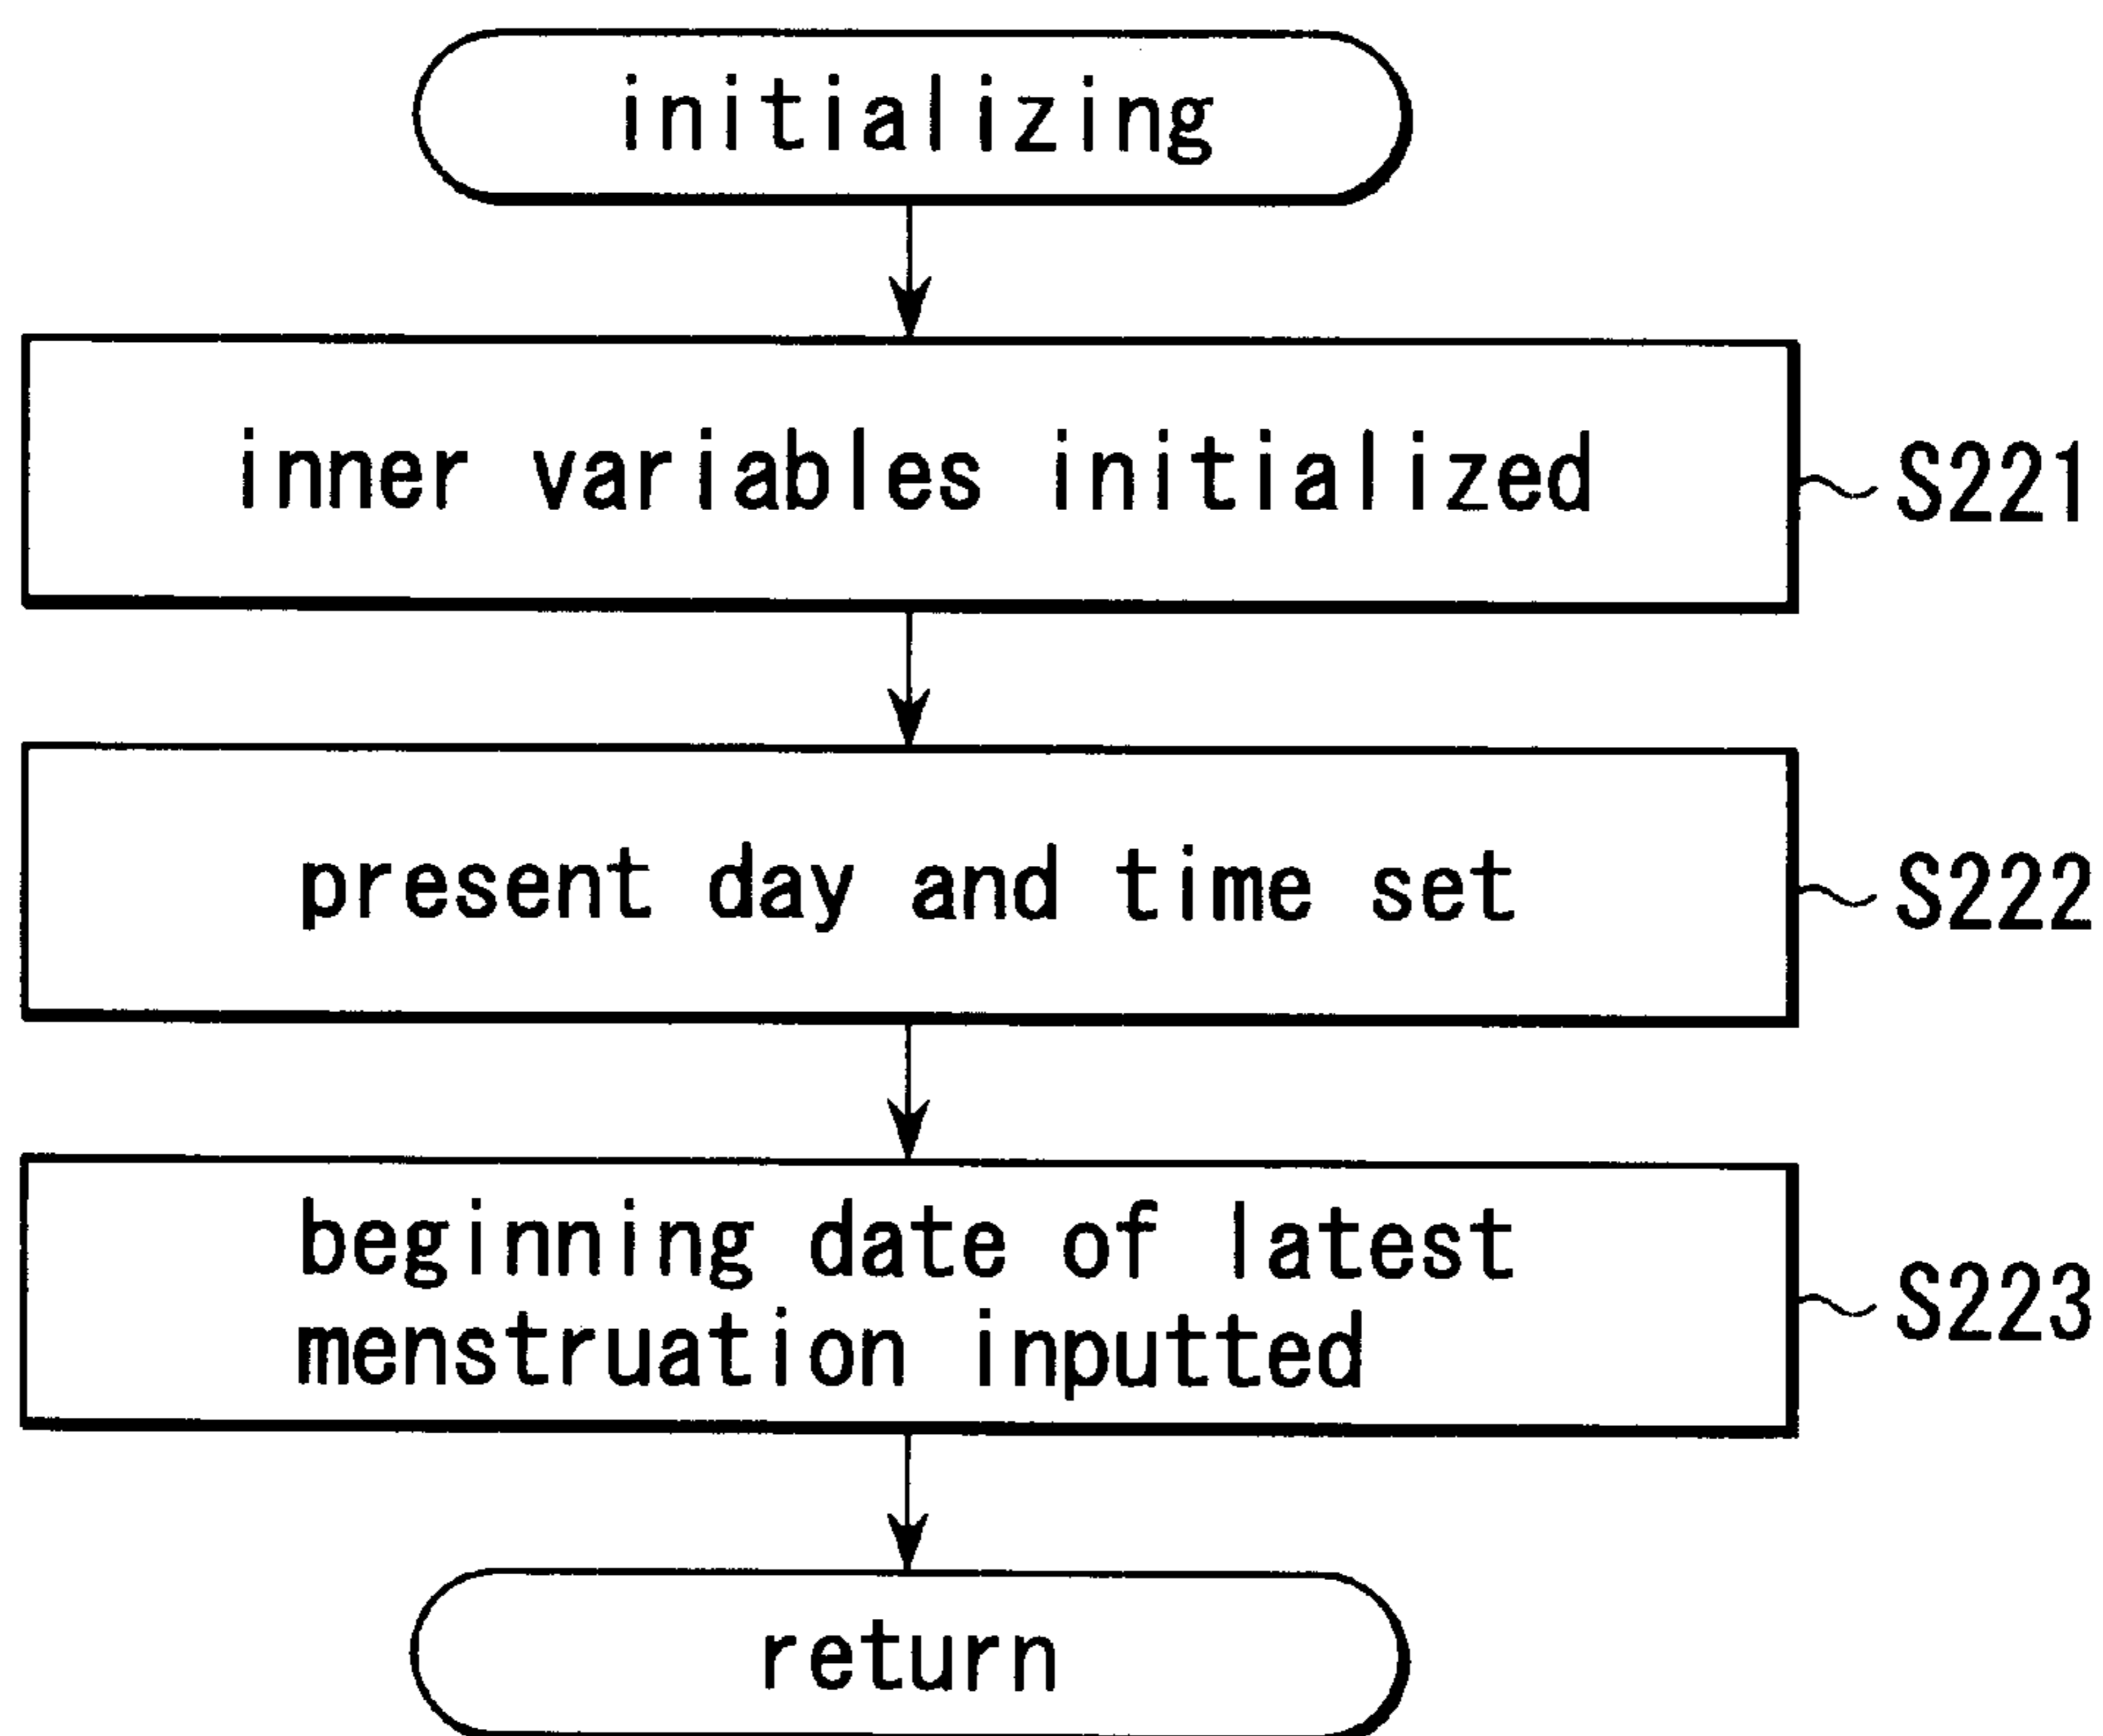 initializing
inner variables initialized
S221
present day and time set
S222
beginning date of latest
menstruation inputted
S223
return